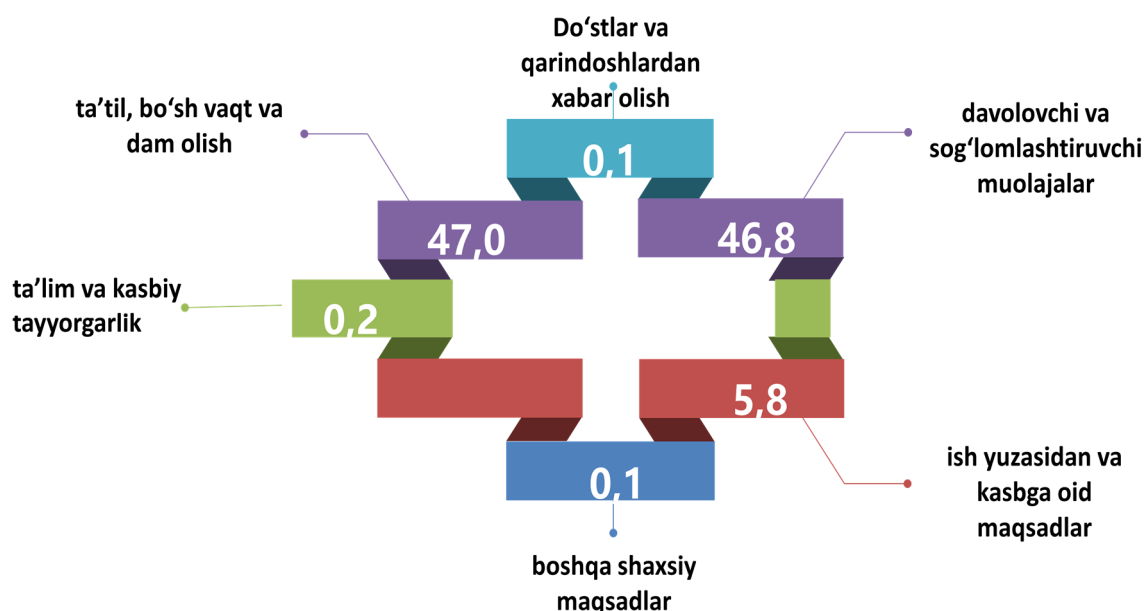 Do‘stlar va
qarindoshlardan
xabar olish
0,1
ta’til, bo‘sh vaqt va
dam olish
47,0
davolovchi va
sog‘lomlashtiruvchi
muolajalar
46,8
ta’lim va kasbiy
tayyorgarlik
0,2
5,8
ish yuzasidan va
kasbga oid
maqsadlar
0,1
boshqa shaxsiy
maqsadlar